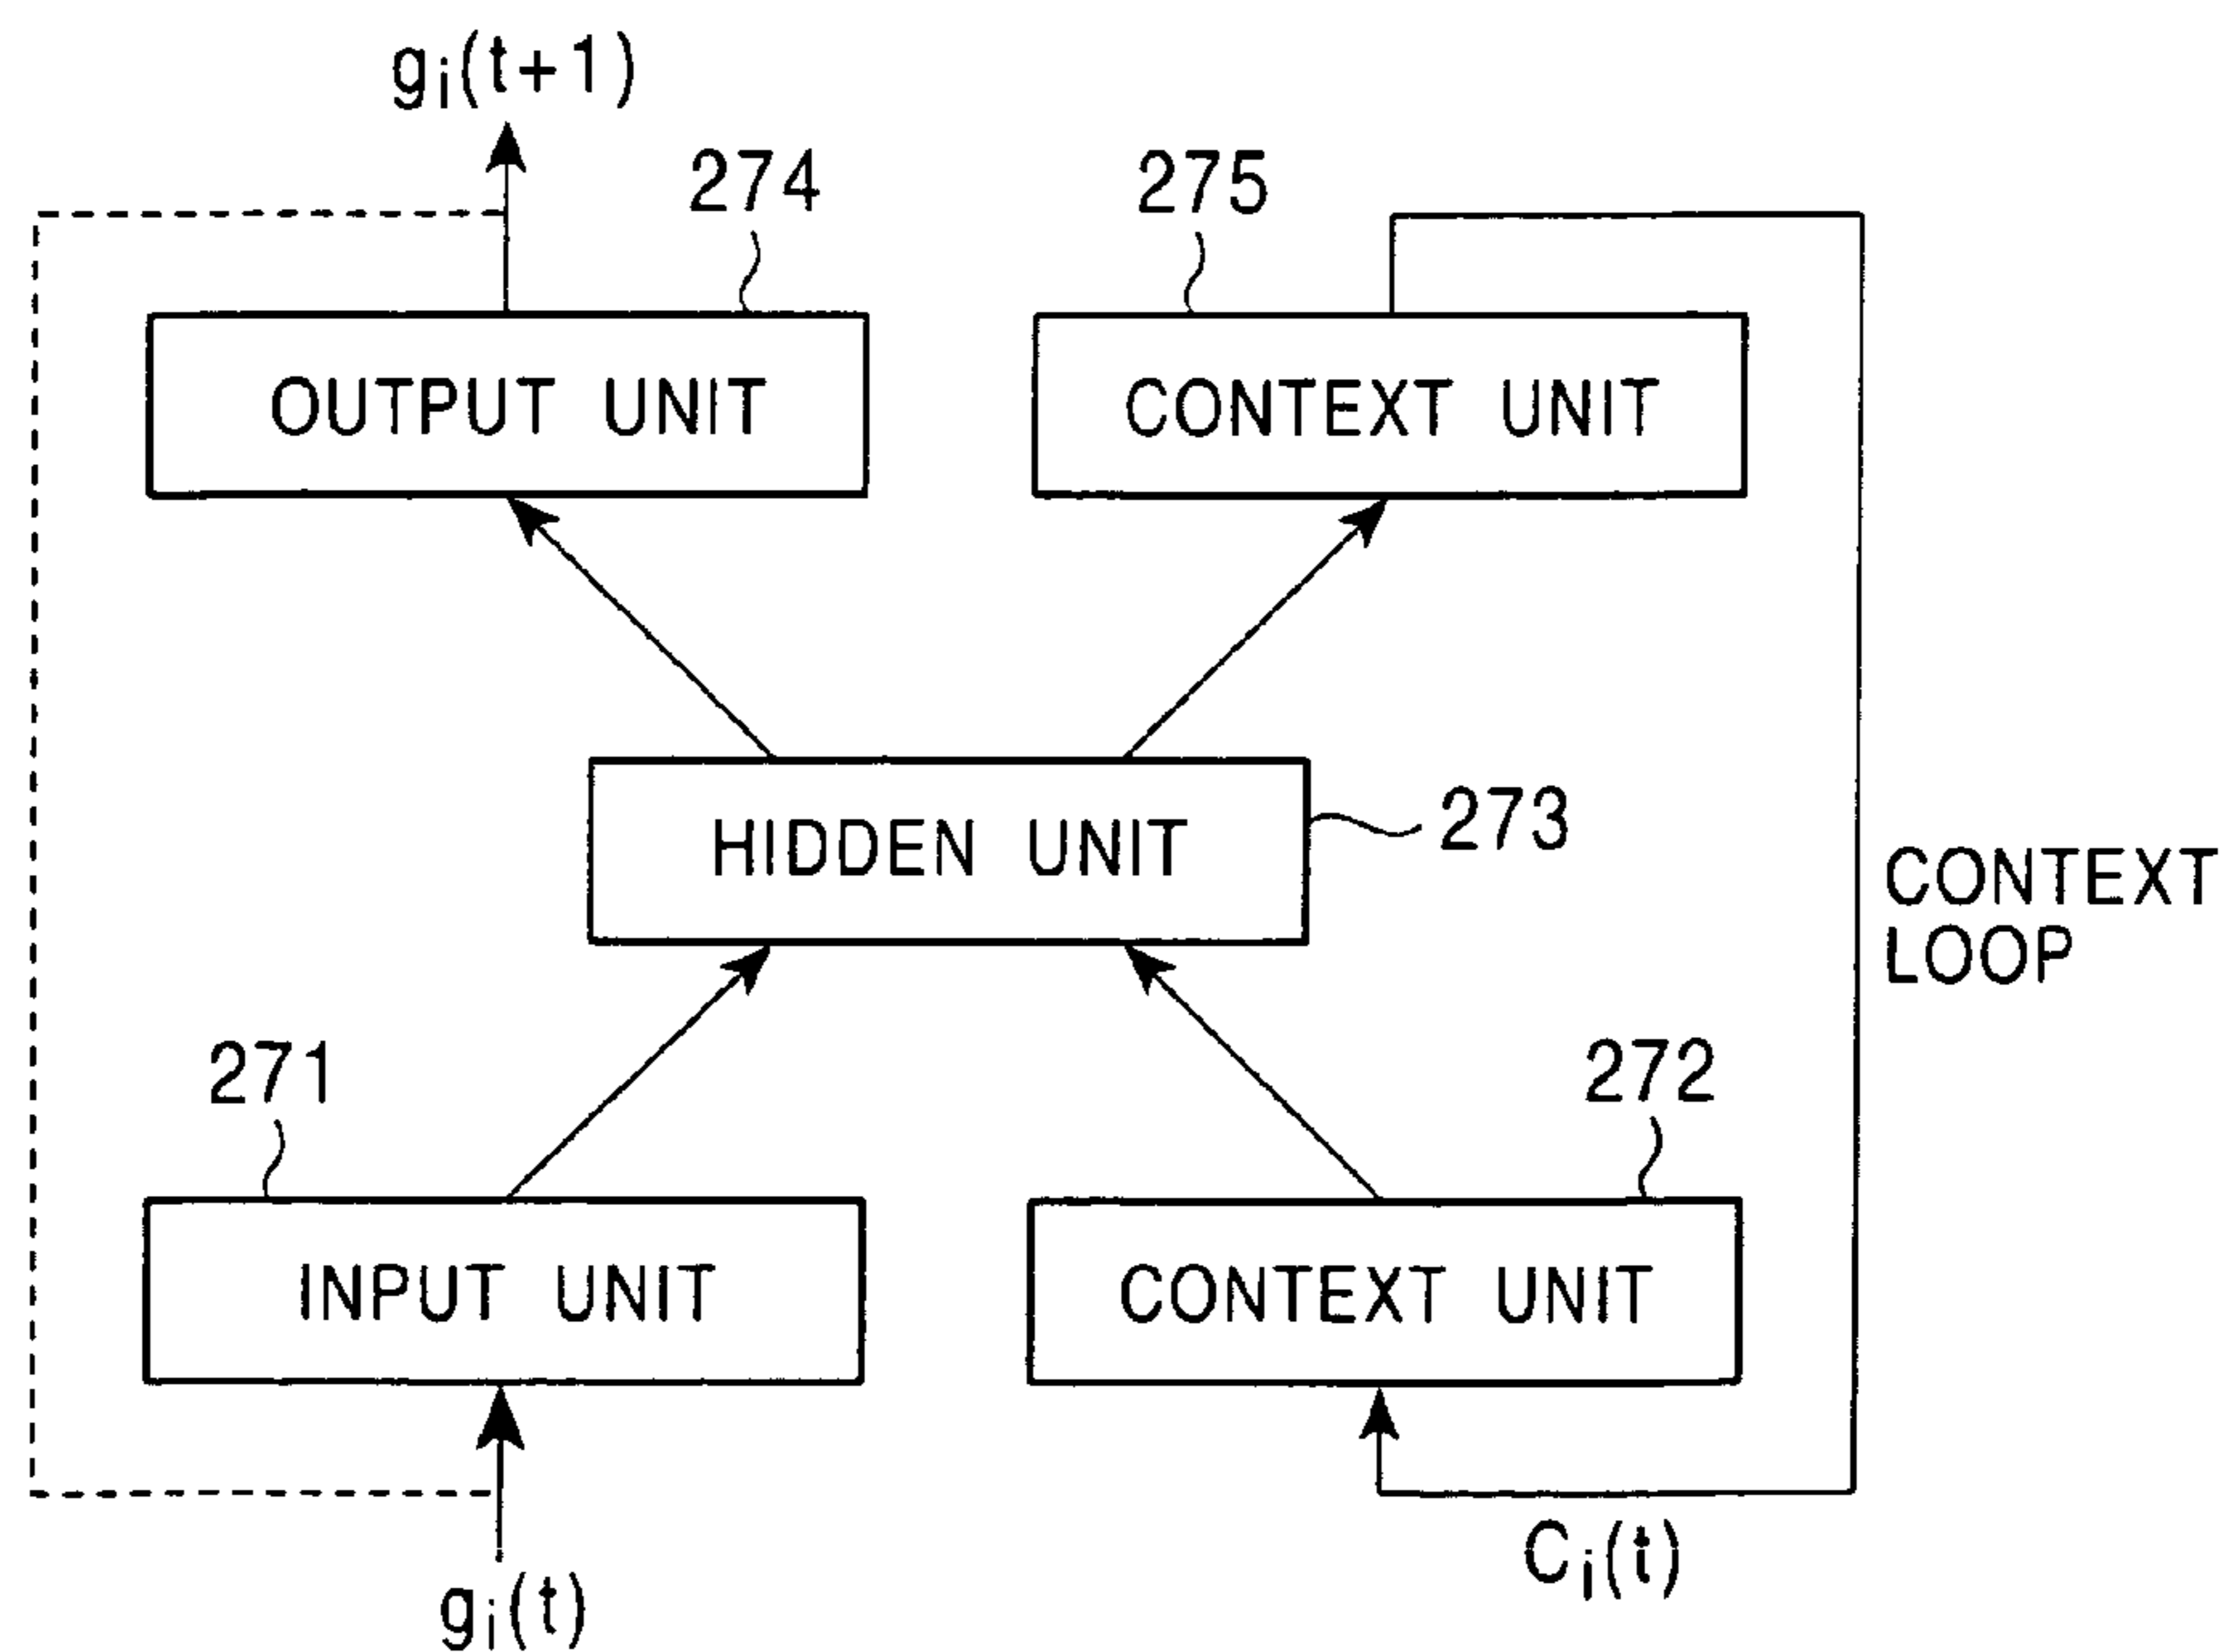 gi(t+1)
274
275
OUTPUT UNIT
CONTEXT UNIT
HIDDEN UNIT
273
CONTEXT
LOOP
271
272
INPUT UNIT
CONTEXT UNIT
Ci(t)
gi(t)